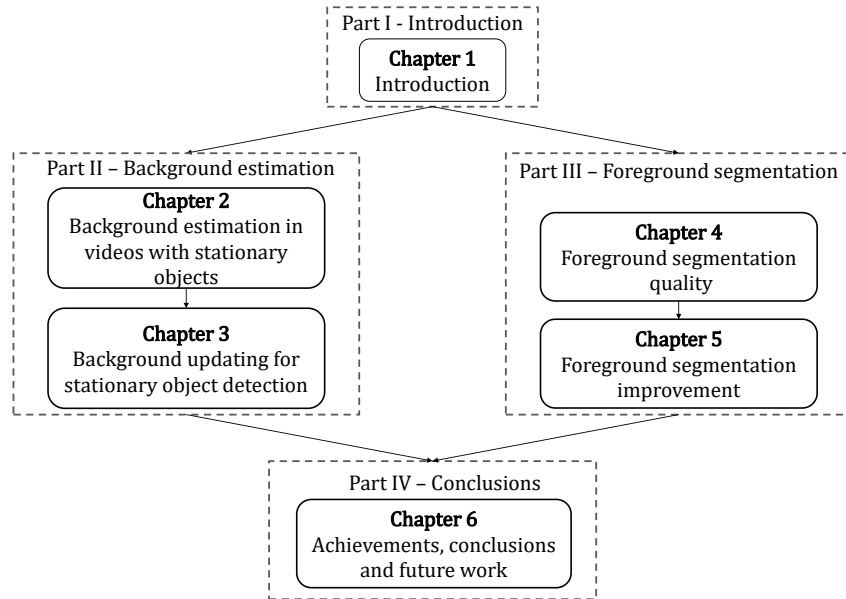 Part I - Introduction
Chapter 1
Introduction
Part II – Background estimation
Chapter 2
Background estimation in
videos with stationary
objects
Chapter 3
Background updating for
stationary object detection
Part III – Foreground segmentation
Chapter 4
Foreground segmentation
quality
Chapter 5
Foreground segmentation
improvement
Part IV – Conclusions
Chapter 6
Achievements, conclusions
and future work